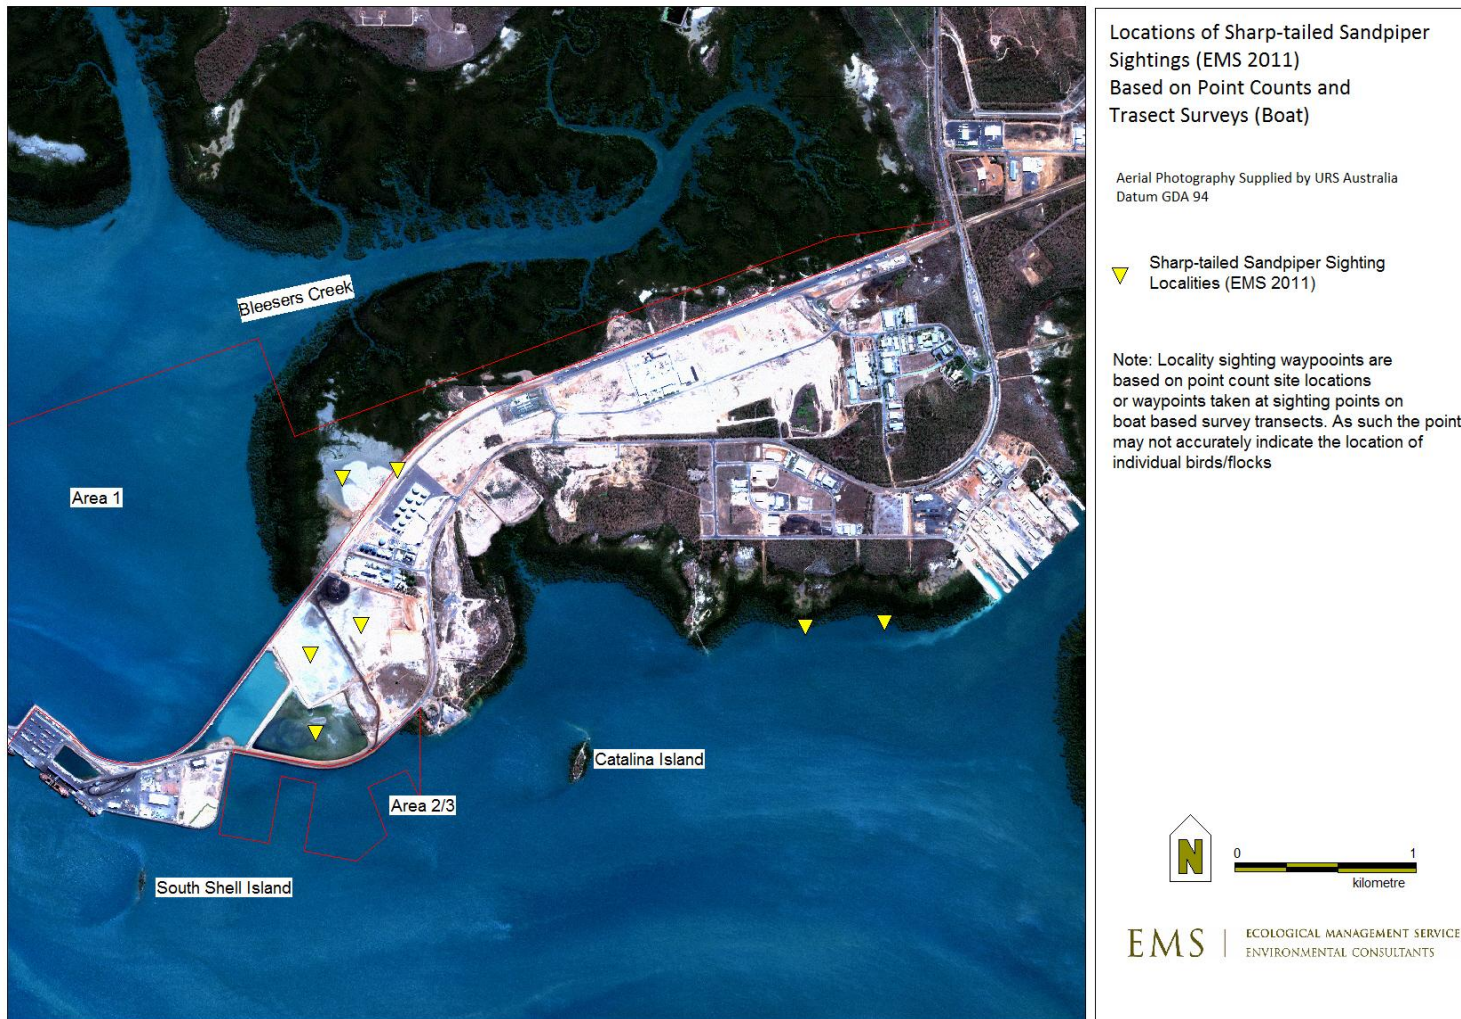 Locations of Sharp-tailed Sandpiper
Sightings (EMS 2011)
Based on Point Counts and
Trasect Surveys (Boat)
Aerial Photography Supplied by URS Australia
Datum GDA 94
Sharp-tailed Sandpiper Sighting
Localities (EMS 2011)
Note: Locality sighting waypooints are
based on point count site locations
or waypoints taken at sighting points on
boat based survey transects. As such the point
may not accurately indicate the location of
individual birds/flocks
Bleesers Creek
Area 1
Catalina Island
Area 2/3
South Shell Island
N
0 1
kilometre
EMS | ECOLOGICAL MANAGEMENT SERVICE
ENVIRONMENTAL CONSULTANTS